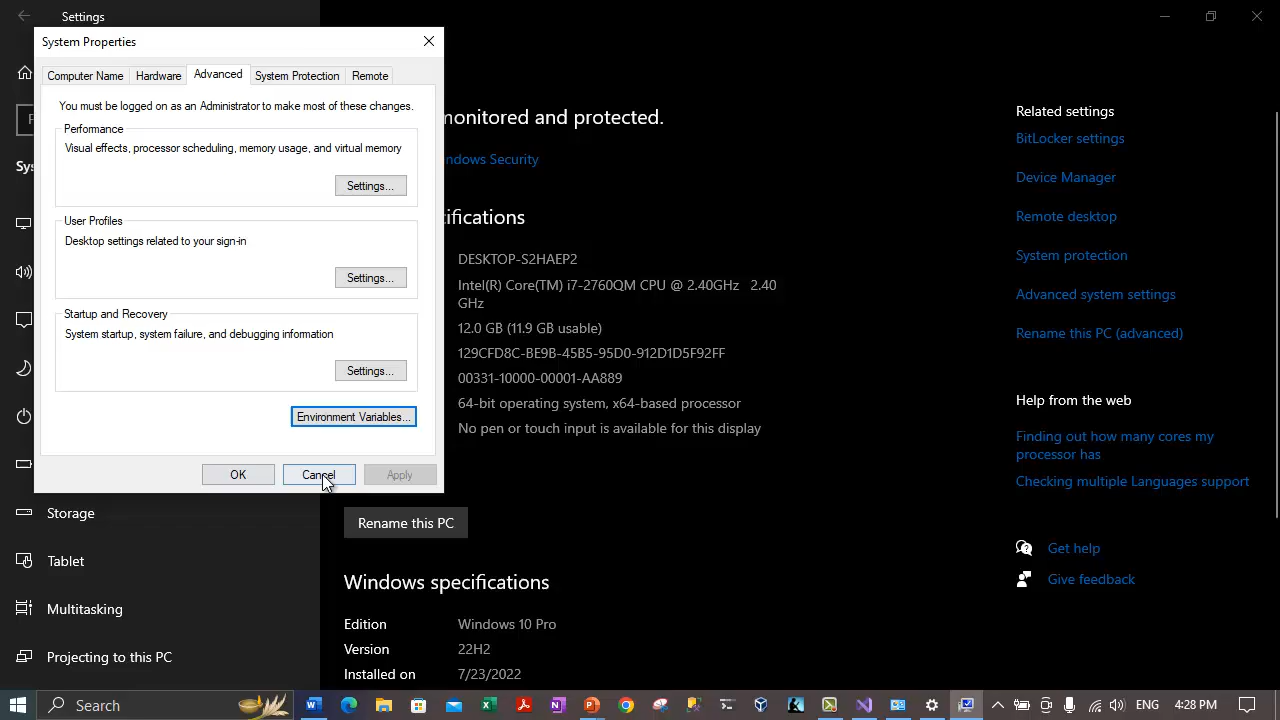 Settings
System Properties
Computer Name
Hardware
Advanced
System Protection
Remote
You must be logged on as an Administrator to make most of these changes.
Performance
Visual effects, processor scheduling, memory usage, and virtual memory
Settings...
User Profiles
Desktop settings related to your sign-in
Settings...
Startup and Recovery
System startup, system failure, and debugging information
Settings...
Environment Variables...
OK
Cancel
Apply
Sy
Storage
Tablet
Multitasking
Projecting to this PC
monitored and protected.
ndows Security
ifications
DESKTOP-S2HAEP2
Intel(R) Core(TM) i7-2760QM CPU @ 2.40GHz 2.40
GHz
12.0 GB (11.9 GB usable)
129CFD8C-BE9B-45B5-95D0-912D1D5F92FF
00331-10000-00001-AA889
64-bit operating system, x64-based processor
No pen or touch input is available for this display
Rename this PC
Windows specifications
Edition Windows 10 Pro
Version 22H2
Installed on 7/23/2022
Related settings
BitLocker settings
Device Manager
Remote desktop
System protection
Advanced system settings
Rename this PC (advanced)
Help from the web
Finding out how many cores my
processor has
Checking multiple Languages support
Get help
Give feedback
Search
ENG
4:28 PM